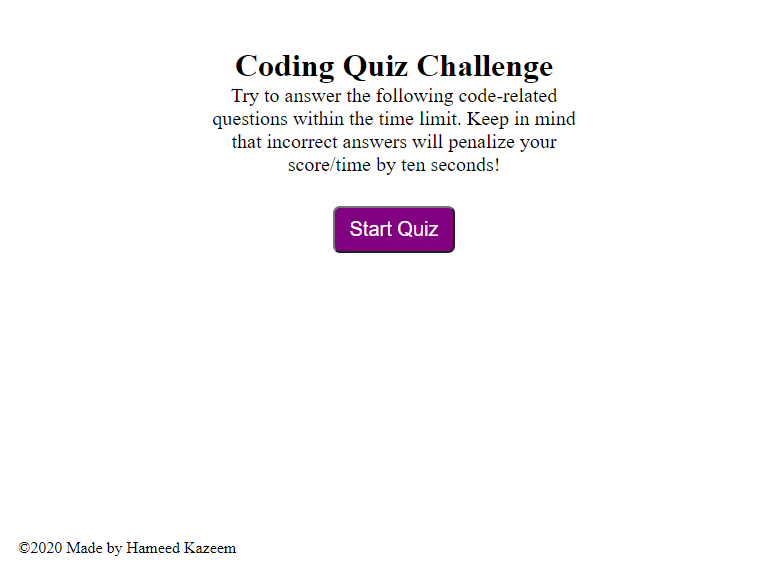 Coding Quiz Challenge
Try to answer the following code-related
questions within the time limit. Keep in mind
that incorrect answers will penalize your
score/time by ten seconds!
Start Quiz
©2020 Made by Hameed Kazeem